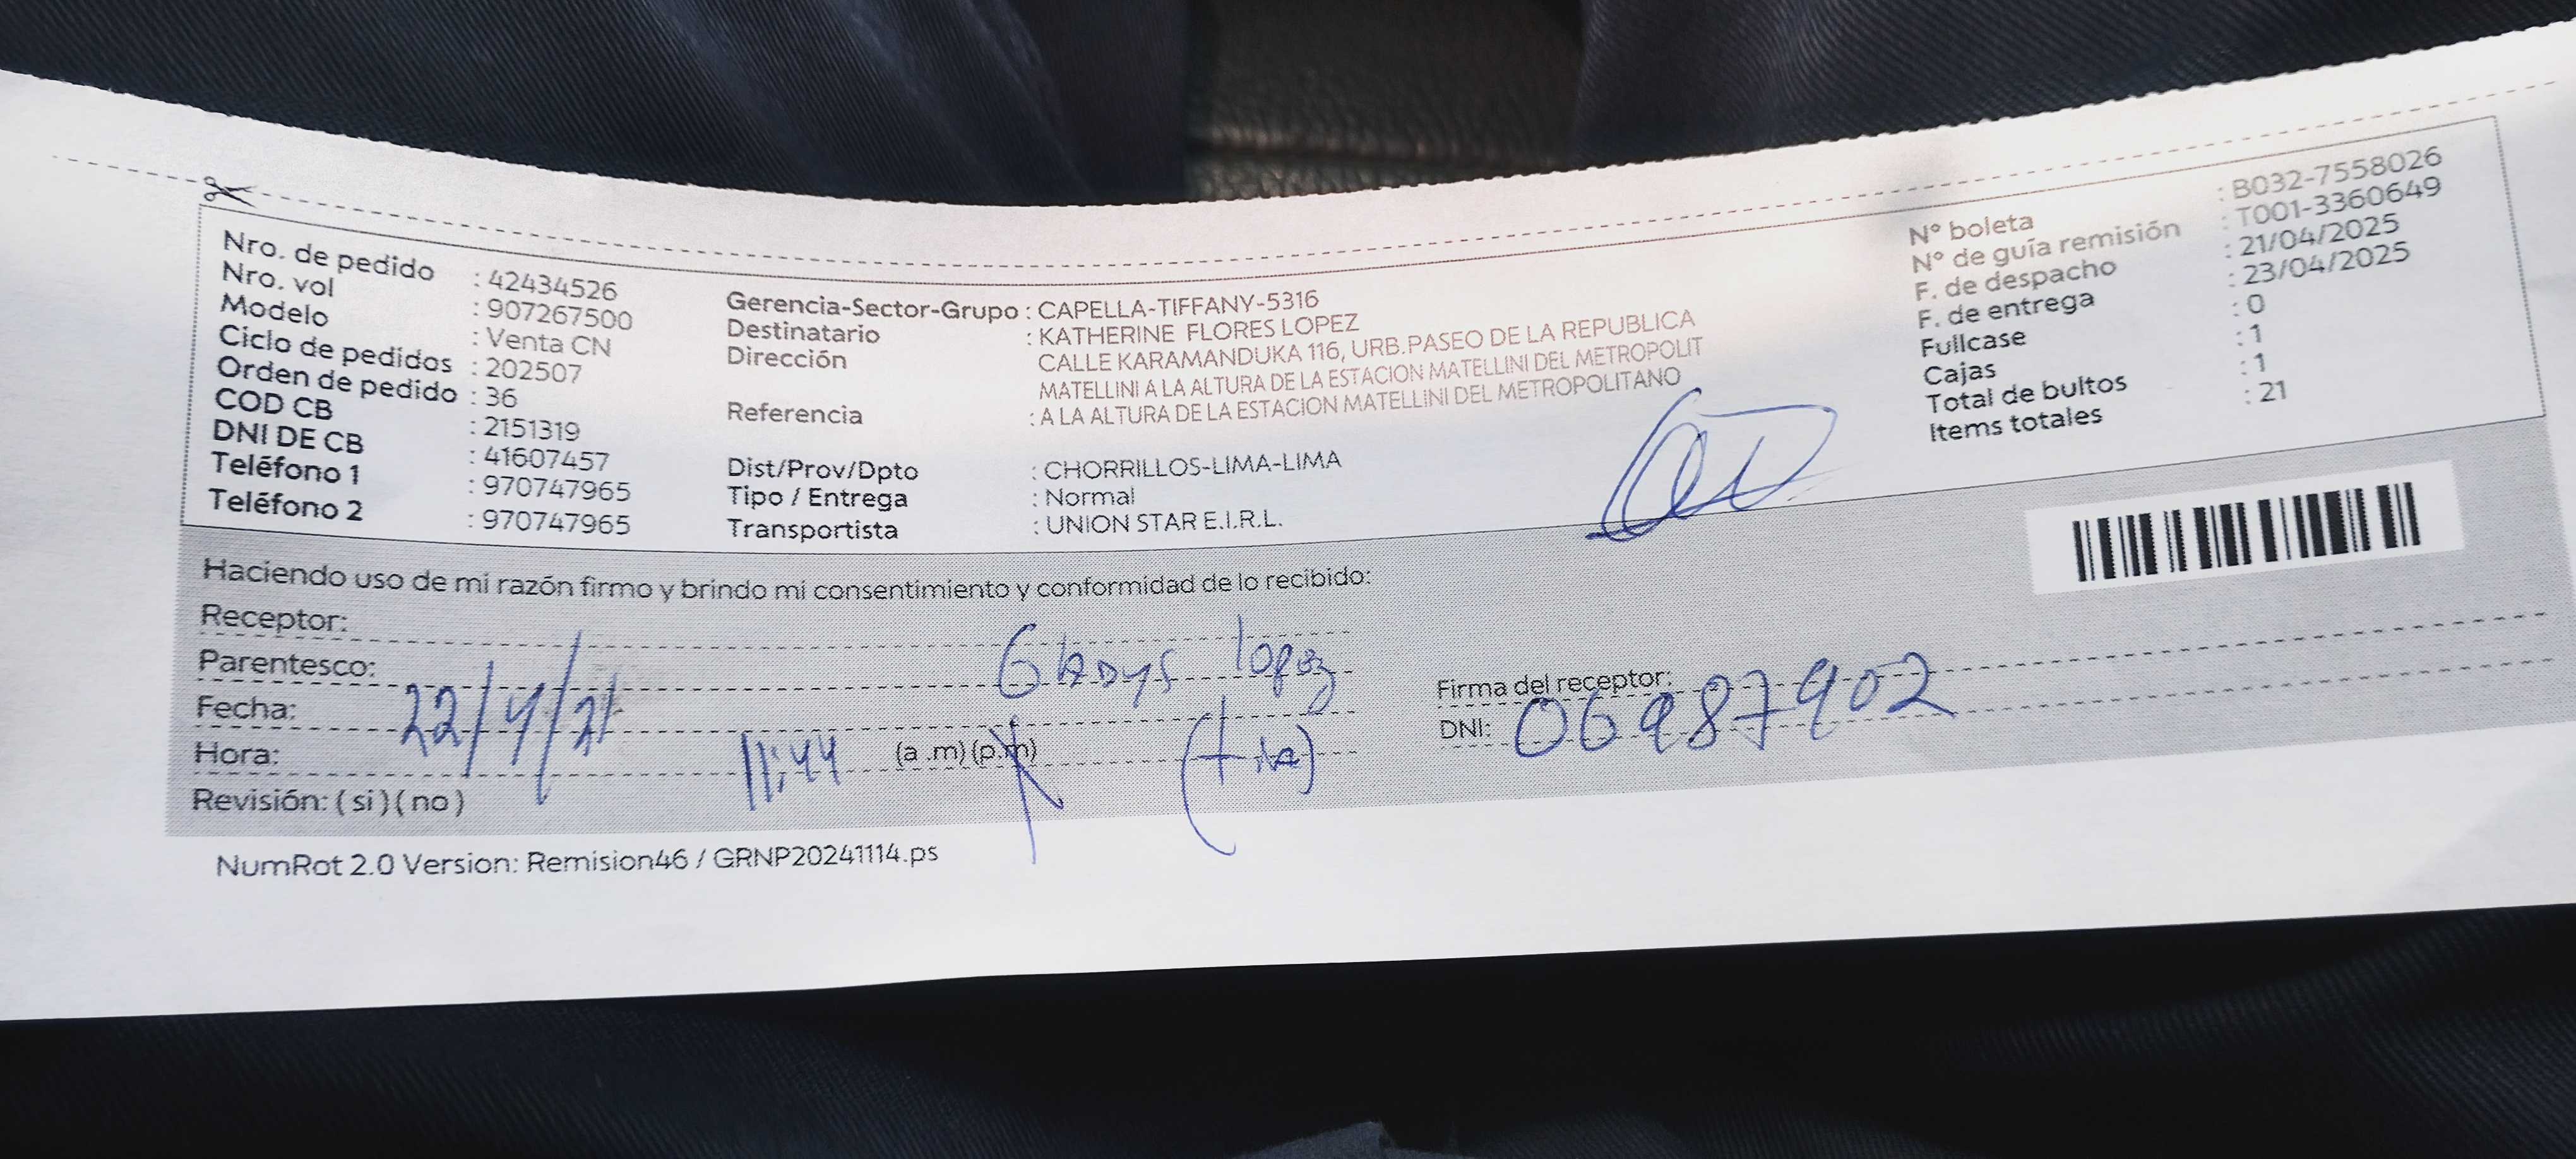 Nro. de pedido : 42434526
Nro. vol : 907267500
Modelo : Venta CN
Ciclo de pedidos : 202507
Orden de pedido : 36
COD CB : 2151319
DNI DE CB : 41607457
Teléfono 1 : 970747965
Teléfono 2 : 970747965
Gerencia-Sector-Grupo : CAPELLA-TIFFANY-5316
Destinatario : KATHERINE FLORES LOPEZ
Dirección CALLE KARAMANDUKA 116, URB.PASEO DE LA REPUBLICA
MATELLINI A LA ALTURA DE LA ESTACION MATELLINI DEL METROPOLIT
Referencia : A LA ALTURA DE LA ESTACION MATELLINI DEL METROPOLITANO
Dist/Prov/Dpto : CHORRILLOS-LIMA-LIMA
Tipo / Entrega : Normal
Transportista : UNION STAR E.I.R.L.
N° boleta : B032-7558026
N° de guía remisión : T001-3360649
F. de despacho : 21/04/2025
F. de entrega : 23/04/2025
Fullcase : 0
Cajas : 1
Total de bultos : 1
Items totales : 21
Haciendo uso de mi razón firmo y brindo mi consentimiento y conformidad de lo recibido:
Receptor: Gladys lopez
Parentesco:
Fecha: 22/4/21
Hora: 11:44 (a.m) (p.m)
Revisión: ( si ) ( no )
Firma del receptor:
DNI: 06987902
NumRot 2.0 Version: Remision46 / GRNP20241114.ps